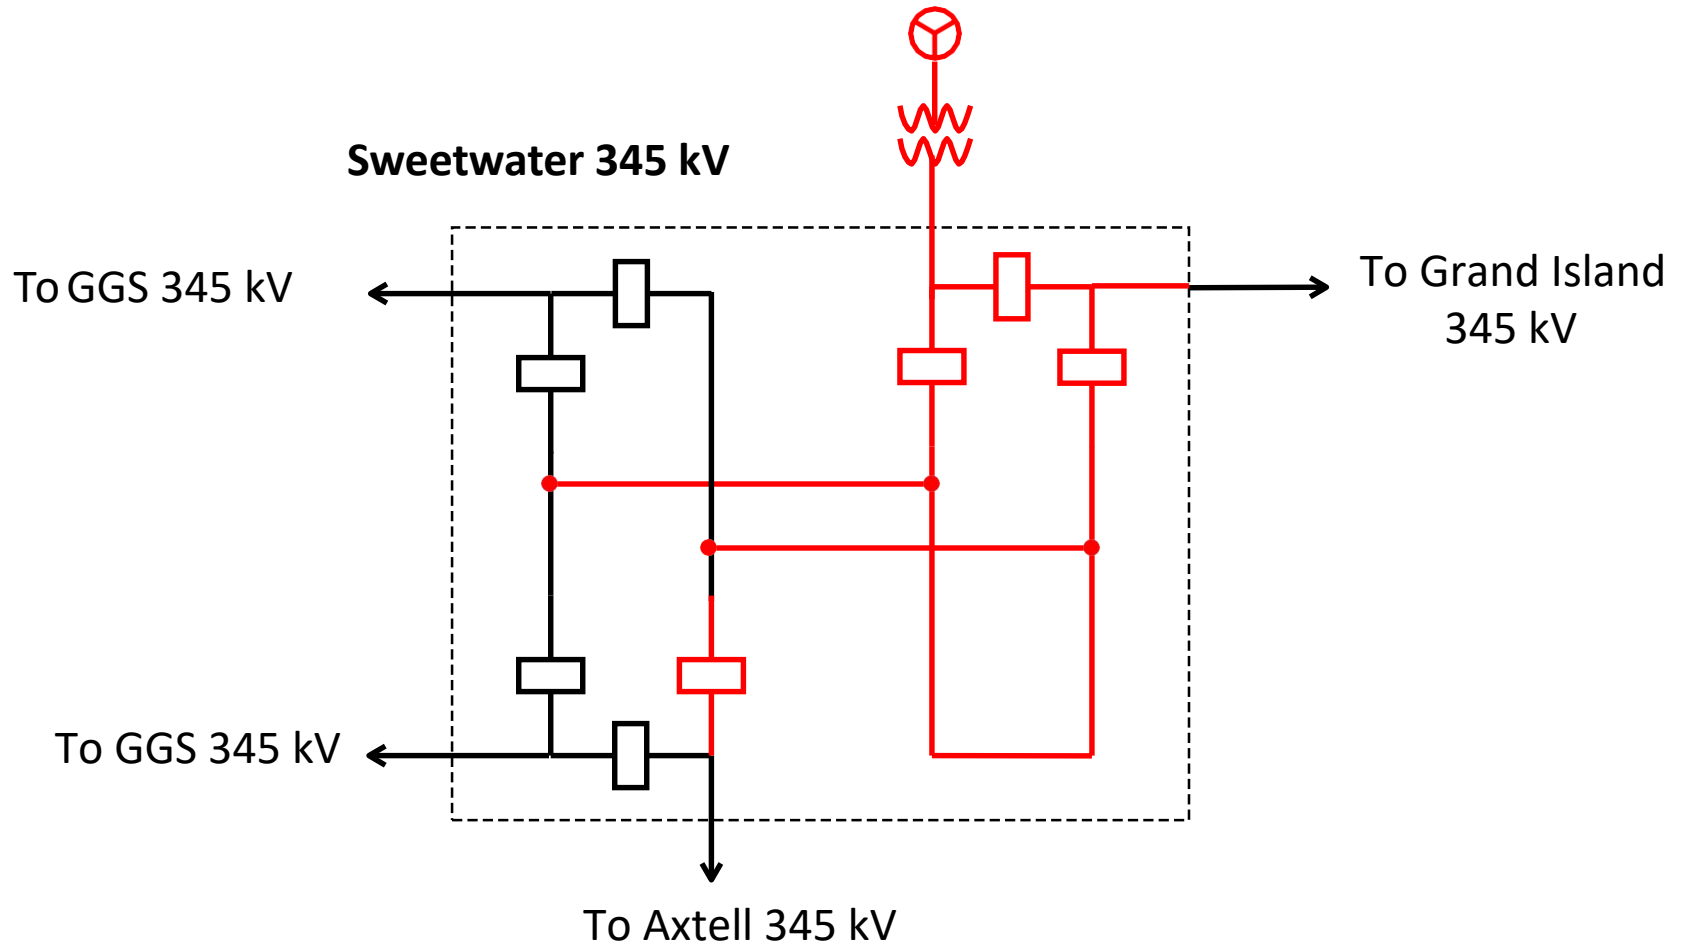 Sweetwater 345 kV
To GGS 345 kV
To Grand Island
345 kV
To GGS 345 kV
To Axtell 345 kV